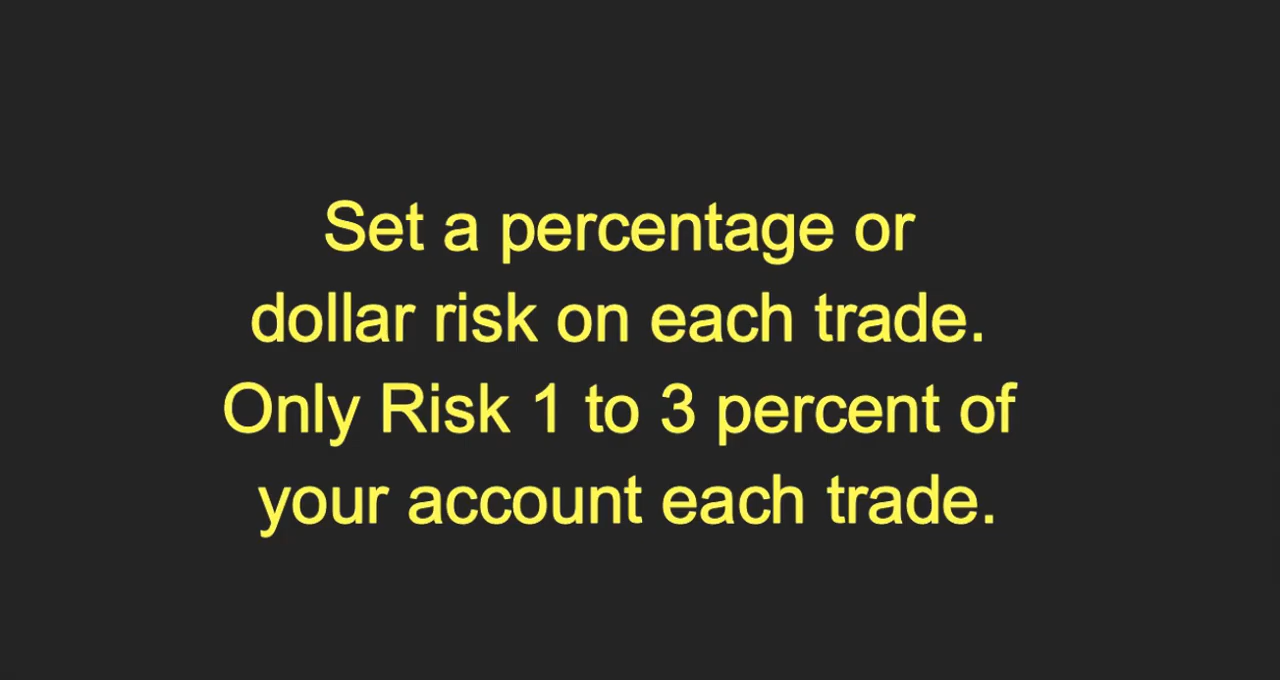 Set a percentage or
dollar risk on each trade.
Only Risk 1 to 3 percent of
your account each trade.